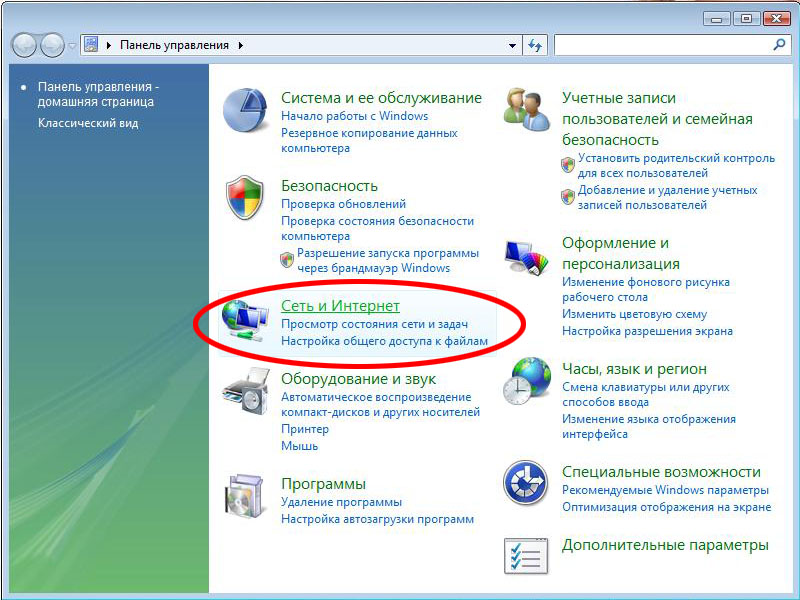 Панель управления
Панель управления -
домашняя страница
Классический вид
Система и ее обслуживание
Начало работы с Windows
Резервное копирование данных
компьютера
Безопасность
Проверка обновлений
Проверка состояния безопасности
компьютера
Разрешение запуска программы
через брандмауэр Windows
Сеть и Интернет
Просмотр состояния сети и задач
Настройка общего доступа к файлам
Оборудование и звук
Автоматическое воспроизведение
компакт-дисков и других носителей
Принтер
Мышь
Программы
Удаление программы
Настройка автозагрузки программ
Учетные записи
пользователей и семейная
безопасность
Установить родительский контроль
для всех пользователей
Добавление и удаление учетных
записей пользователей
Оформление и
персонализация
Изменение фонового рисунка
рабочего стола
Изменить цветовую схему
Настройка разрешения экрана
Часы, язык и регион
Смена клавиатуры или других
способов ввода
Изменение языка отображения
интерфейса
Специальные возможности
Рекомендуемые Windows параметры
Оптимизация отображения на экране
Дополнительные параметры